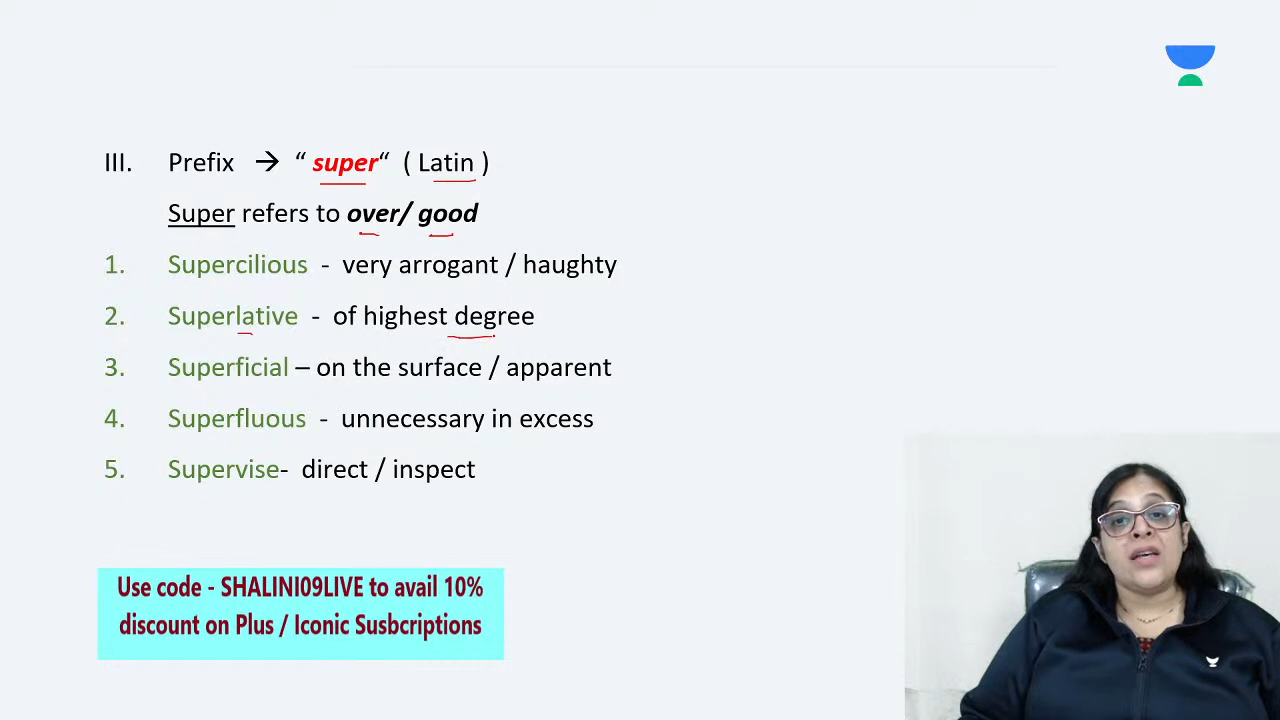 III. Prefix → “ super“ ( Latin )
Super refers to over/ good
1. Supercilious - very arrogant / haughty
2. Superlative - of highest degree
3. Superficial – on the surface / apparent
4. Superfluous - unnecessary in excess
5. Supervise- direct / inspect
Use code - SHALINI09LIVE to avail 10%
discount on Plus / Iconic Susbcriptions